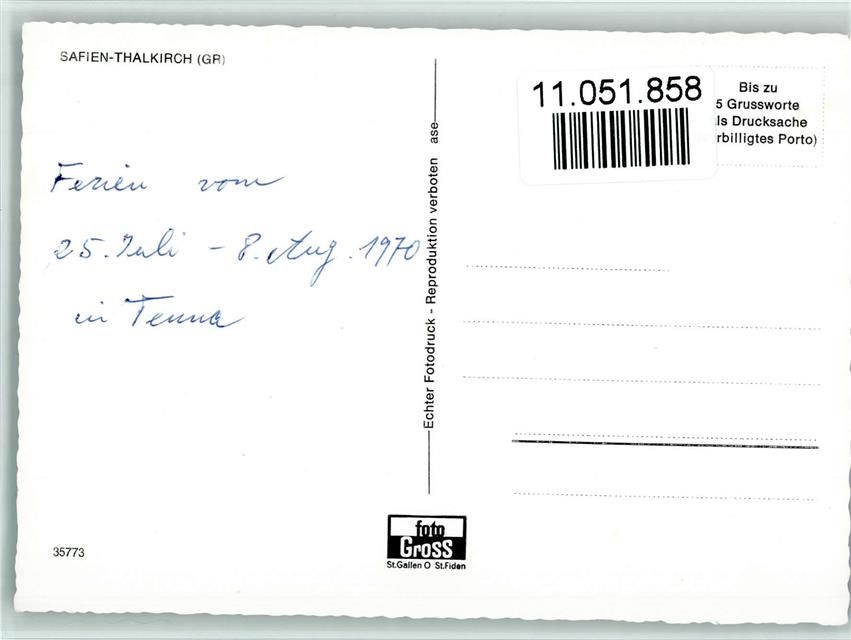 SAFIEN-THALKIRCH (GR)
Ferien vom
25. Juli - 8. Aug. 1970
in Tenna
35773
Echter Fotodruck - Reproduktion verboten ase
foto
Gross
St.Gallen O St.Fiden
11.051.858
Bis zu
5 Grussworte
ls Drucksache
rbilligtes Porto)